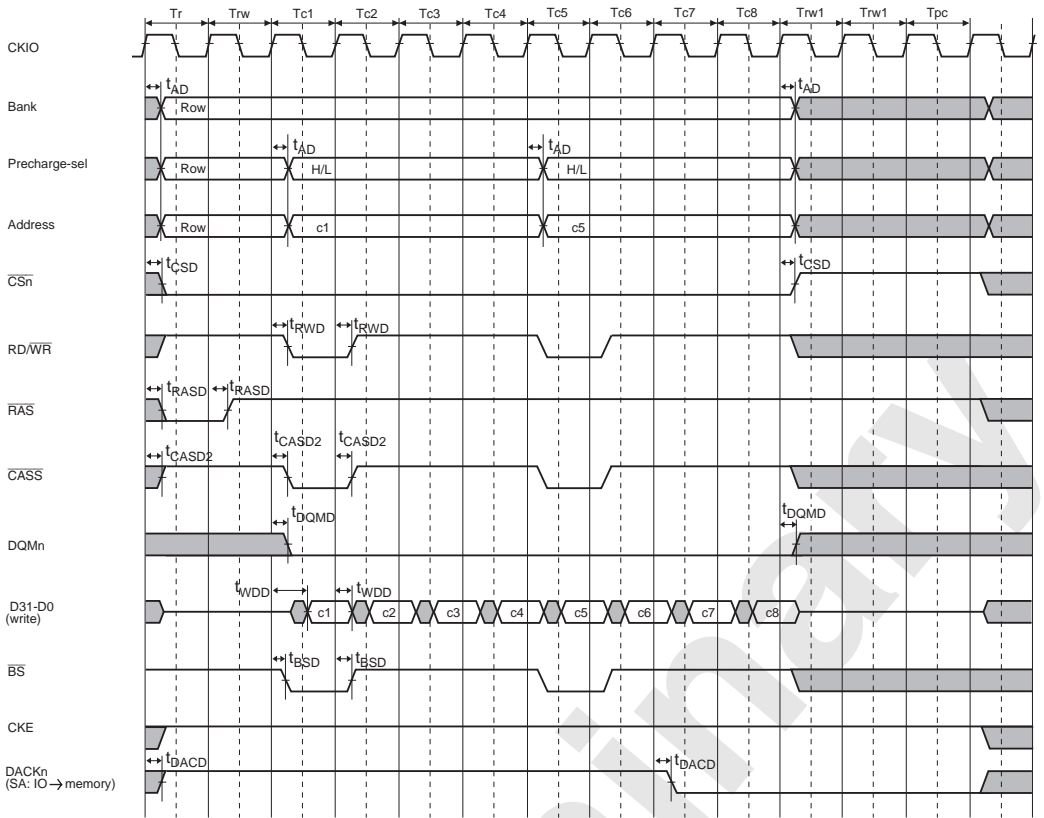 Tr Trw Tc1 Tc2 Tc3 Tc4 Tc5 Tc6 Tc7 Tc8 Trw1 Trw1 Tpc
CKIO
tAD tAD
Bank Row
tAD tAD
Precharge-sel Row H/L H/L
Address Row c1 c5
tCSD tCSD
CSn
tRWD tRWD
RD/WR
tRASD tRASD
RAS
tCASD2 tCASD2 tCASD2
CASS
tDQMD tDQMD
DQMn
tWDD tWDD
D31-D0 c1 c2 c3 c4 c5 c6 c7 c8
(write)
tBSD tBSD
BS
CKE
tDACD tDACD
DACKn
(SA: IO→memory)
inary